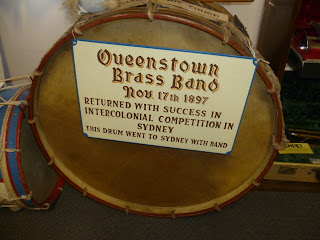 Queenstown
Brass Band
Nov. 17th 1897
RETURNED WITH SUCCESS IN
INTERCOLONIAL COMPETITION IN
SYDNEY
THIS DRUM WENT TO SYDNEY WITH BAND